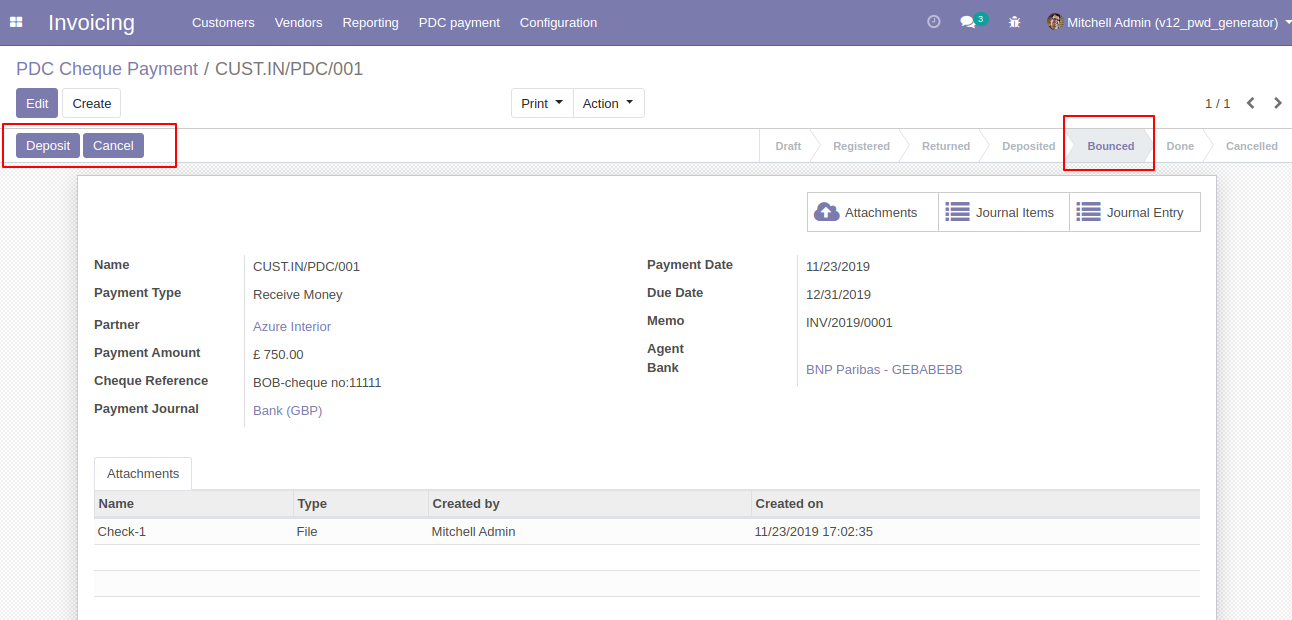 Invoicing Customers Vendors Reporting PDC payment Configuration 3 Mitchell Admin (v12_pwd_generator)
PDC Cheque Payment / CUST.IN/PDC/001
Edit Create Print Action 1 / 1
Deposit Cancel Draft Registered Returned Deposited Bounced Done Cancelled
Attachments Journal Items Journal Entry
Name CUST.IN/PDC/001 Payment Date 11/23/2019
Payment Type Receive Money Due Date 12/31/2019
Partner Azure Interior Memo INV/2019/0001
Payment Amount £ 750.00 Agent
Cheque Reference BOB-cheque no:11111 Bank BNP Paribas - GEBABEBB
Payment Journal Bank (GBP)
Attachments
Name Type Created by Created on
Check-1 File Mitchell Admin 11/23/2019 17:02:35